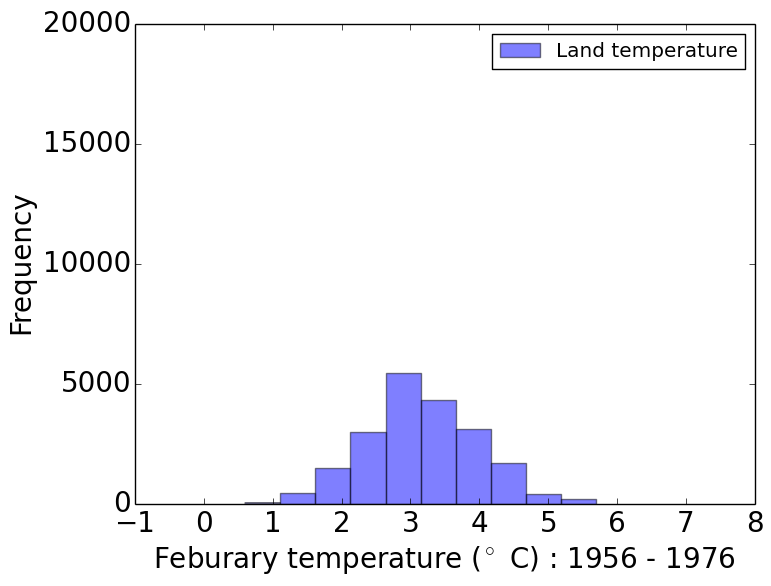 20000
15000
10000
5000
0
Frequency
Land temperature
−1 0 1 2 3 4 5 6 7 8
Feburary temperature (° C) : 1956 - 1976